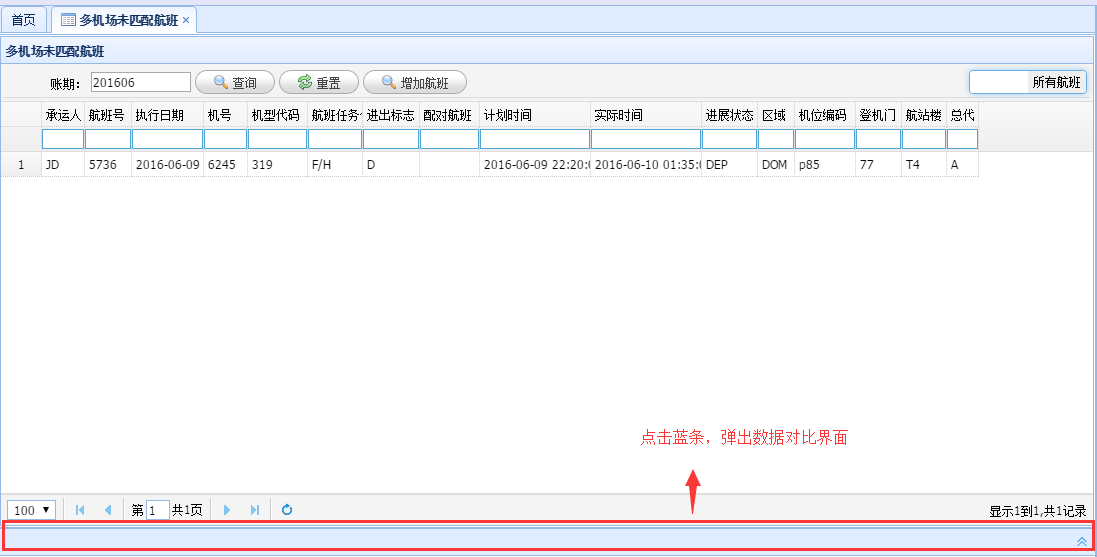 首页 多机场未匹配航班 ×
多机场未匹配航班
账期： 201606 查询 重置 增加航班 所有航班
承运人 航班号 执行日期 机号 机型代码 航班任务 进出标志 配对航班 计划时间 实际时间 进展状态 区域 机位编码 登机门 航站楼 总代
1 JD 5736 2016-06-09 6245 319 F/H D 2016-06-09 22:20:0 2016-06-10 01:35:0 DEP DOM p85 77 T4 A
点击蓝条，弹出数据对比界面
100 第 1 共1页 显示1到1,共1记录